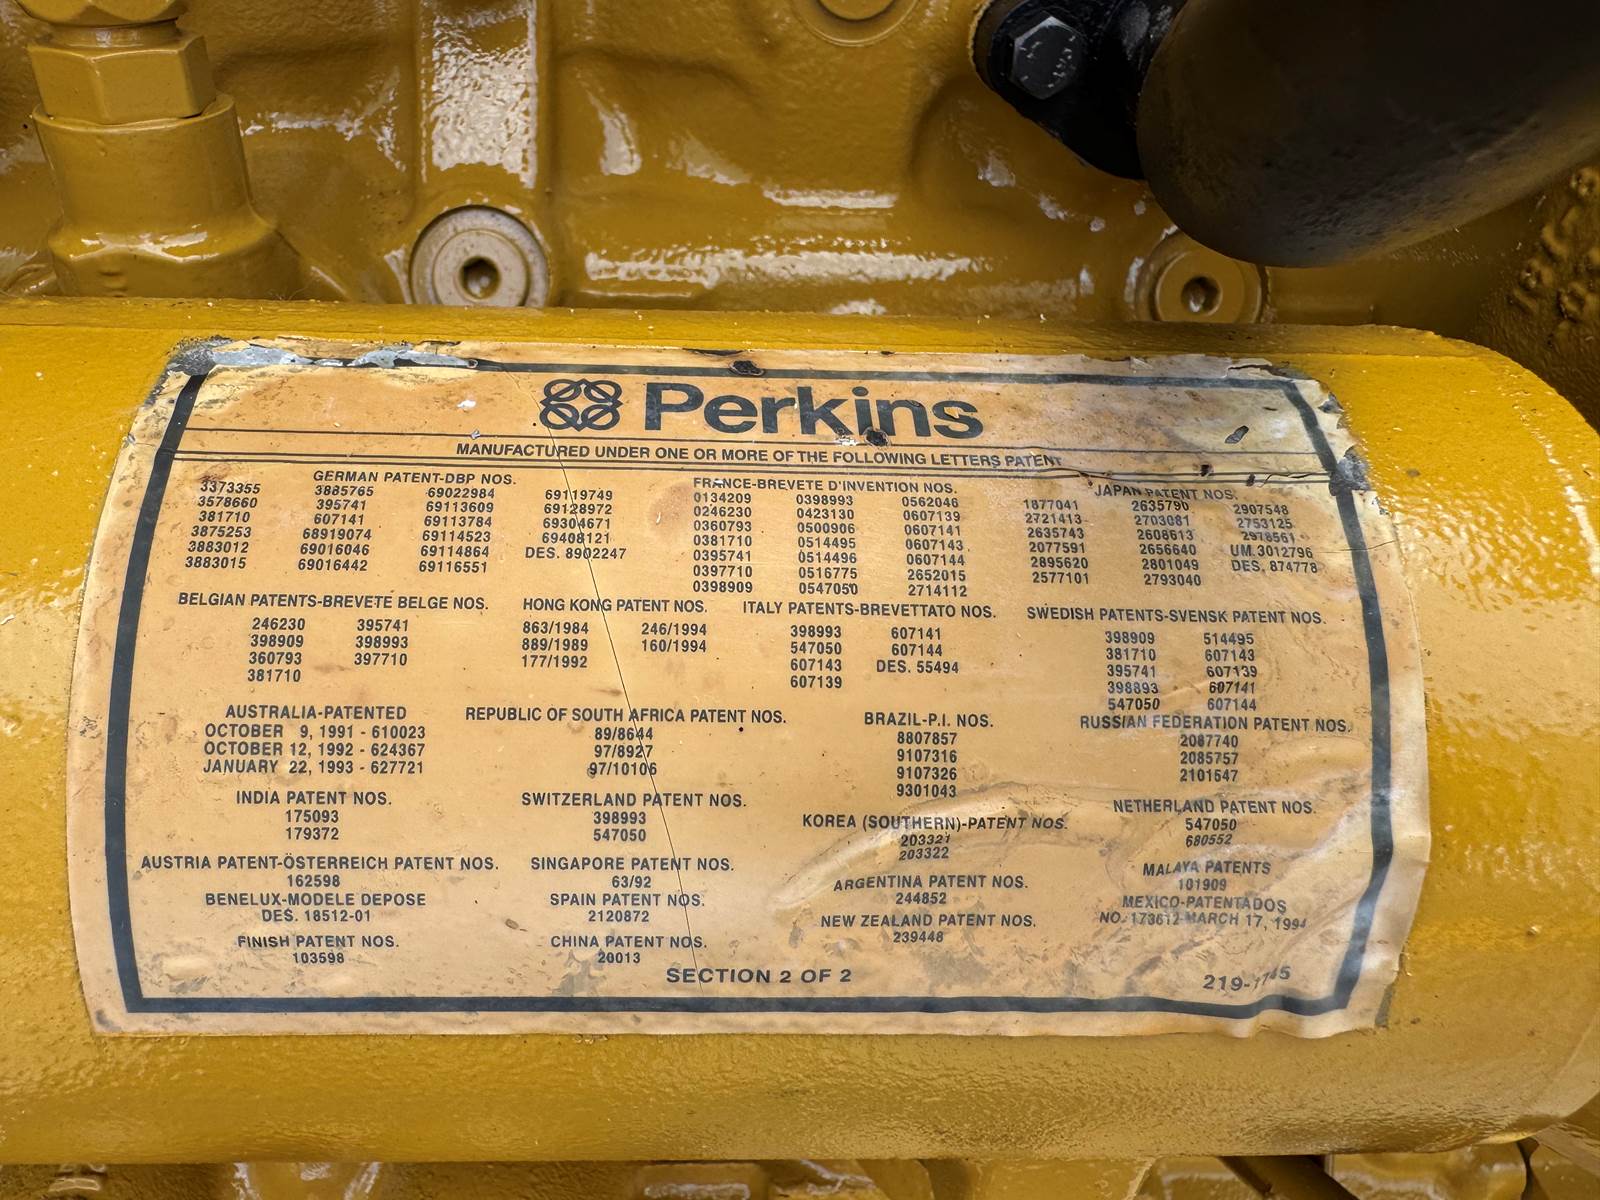 Perkins
MANUFACTURED UNDER ONE OR MORE OF THE FOLLOWING LETTERS PATENT
GERMAN PATENT-DBP NOS.
3373355 3885765 69022984 69119749
3578660 395741 69113609 69128972
381710 607141 69113784 69304671
3875253 68919074 69114523 69408121
3883012 69016046 69114864 DES. 8902247
3883015 69016442 69116551
FRANCE-BREVETE D'INVENTION NOS.
0134209 0398993 0562046
0246230 0423130 0607139
0360793 0500906 0607141
0381710 0514495 0607143
0395741 0514496 0607144
0397710 0516775 2652015
0398909 0547050 2714112
JAPAN PATENT NOS.
1877041 2635790 2907548
2721413 2703081 2753125
2635743 2608613 2978561
2077591 2656640 UM.3012796
2895620 2801049 DES. 874778
2577101 2793040
BELGIAN PATENTS-BREVETE BELGE NOS.
246230 395741
398909 398993
360793 397710
381710
HONG KONG PATENT NOS.
863/1984 246/1994
889/1989 160/1994
177/1992
ITALY PATENTS-BREVETTATO NOS.
398993 607141
547050 607144
607143 DES. 55494
607139
SWEDISH PATENTS-SVENSK PATENT NOS.
398909 514495
381710 607143
395741 607139
398893 607141
547050 607144
AUSTRALIA-PATENTED
OCTOBER 9, 1991 - 610023
OCTOBER 12, 1992 - 624367
JANUARY 22, 1993 - 627721
REPUBLIC OF SOUTH AFRICA PATENT NOS.
89/8644
97/8927
97/10106
BRAZIL-P.I. NOS.
8807857
9107316
9107326
9301043
RUSSIAN FEDERATION PATENT NOS.
2087740
2085757
2101547
INDIA PATENT NOS.
175093
179372
SWITZERLAND PATENT NOS.
398993
547050
KOREA (SOUTHERN)-PATENT NOS.
203321
203322
NETHERLAND PATENT NOS.
547050
680552
AUSTRIA PATENT-ÖSTERREICH PATENT NOS.
162598
SINGAPORE PATENT NOS.
63/92
ARGENTINA PATENT NOS.
244852
MALAYA PATENTS
101909
BENELUX-MODELE DEPOSE
DES. 18512-01
SPAIN PATENT NOS.
2120872
NEW ZEALAND PATENT NOS.
239448
MEXICO-PATENTADOS
NO. 173612-MARCH 17, 1994
FINISH PATENT NOS.
103598
CHINA PATENT NOS.
20013
SECTION 2 OF 2